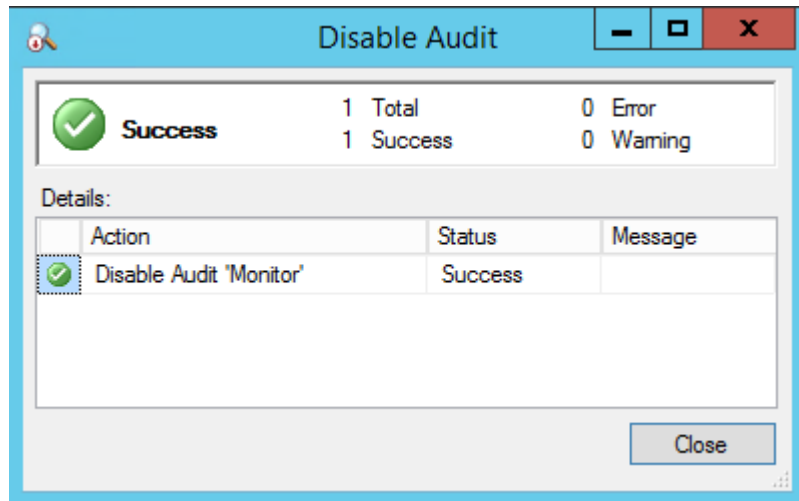 Disable Audit
Success
1 Total 0 Error
1 Success 0 Warning
Details:
Action Status Message
Disable Audit 'Monitor' Success
Close